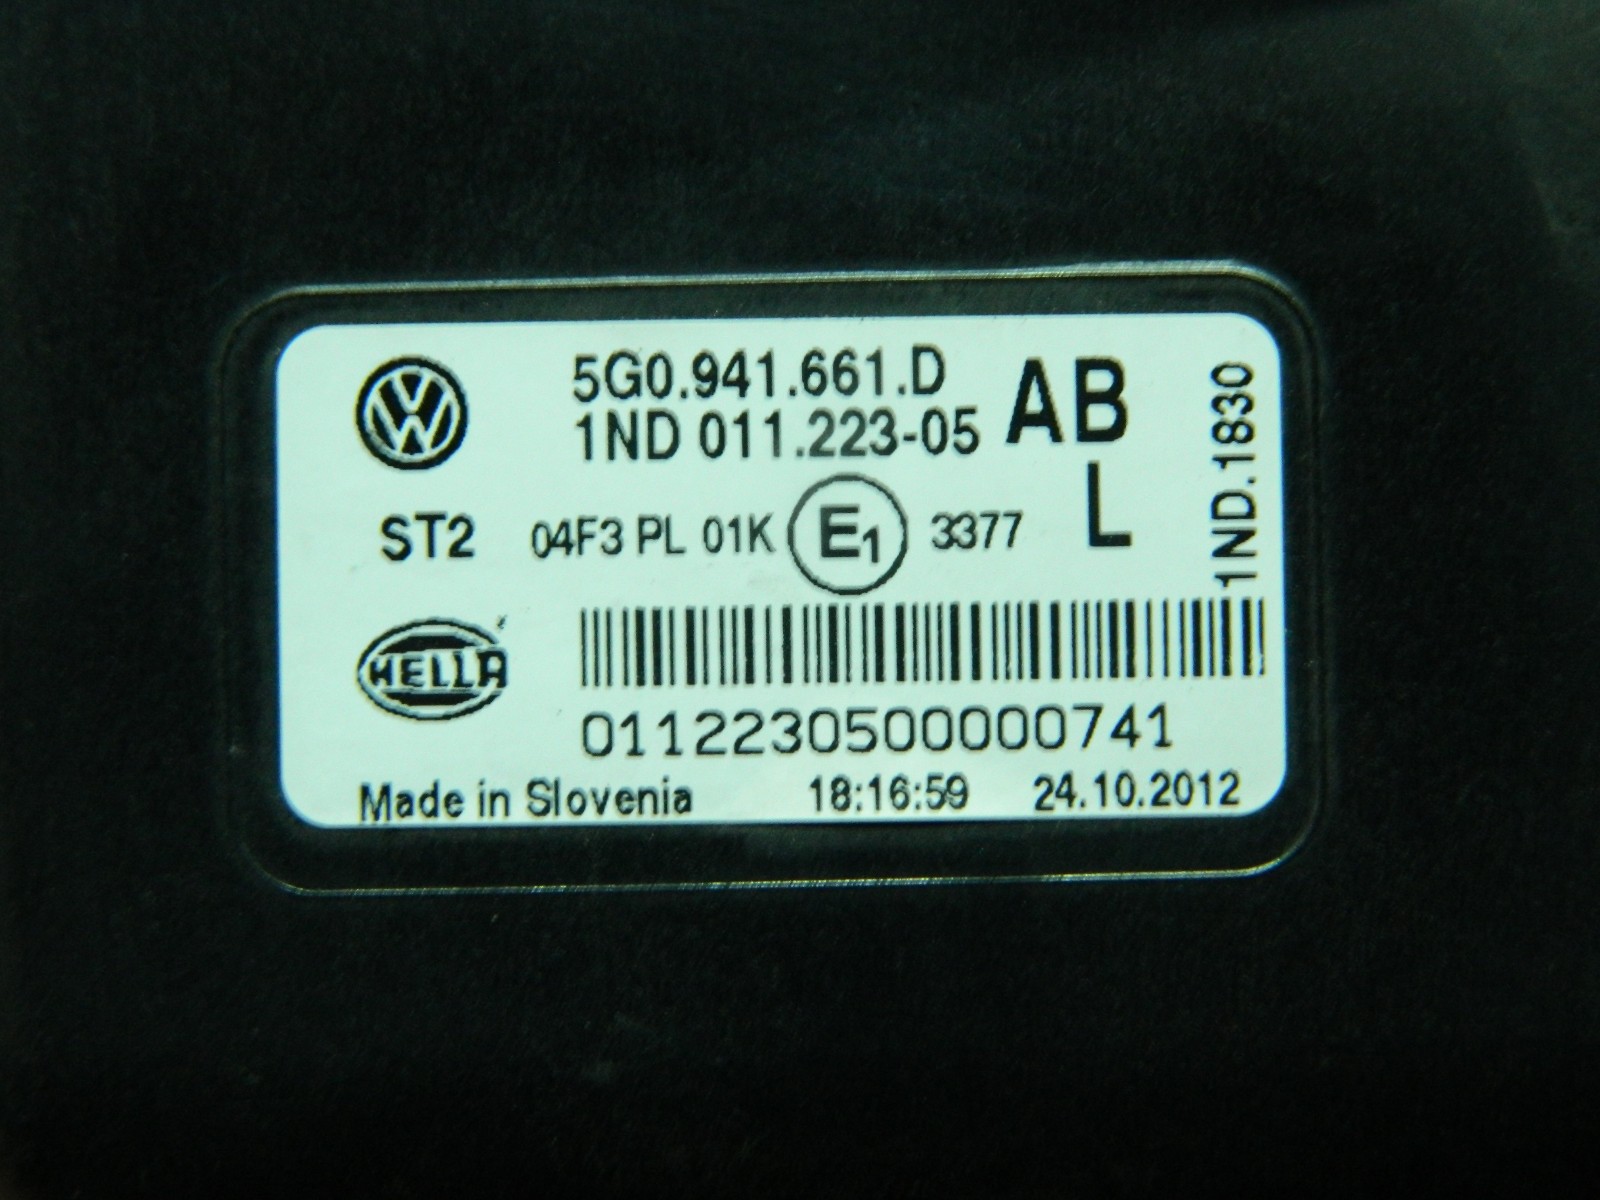 5G0.941.661.D AB
1ND 011.223-05
L
1ND.1830
ST2 04F3 PL 01K E1 3377
HELLA
0112230500000741
Made in Slovenia 18:16:59 24.10.2012